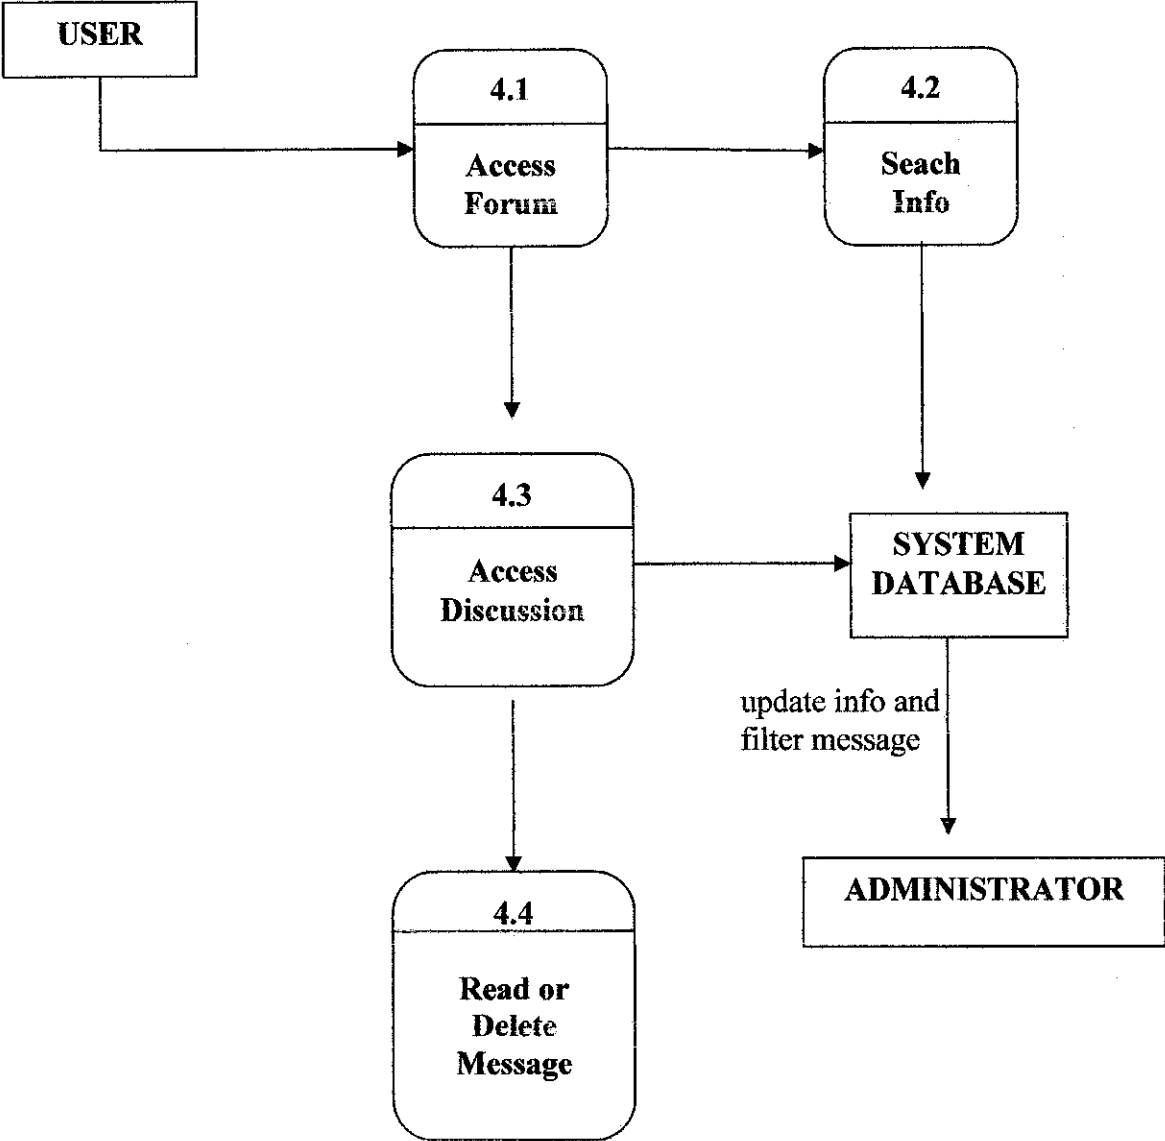 USER
4.1
Access
Forum
4.2
Seach
Info
4.3
Access
Discussion
SYSTEM
DATABASE
update info and
filter message
ADMINISTRATOR
4.4
Read or
Delete
Message